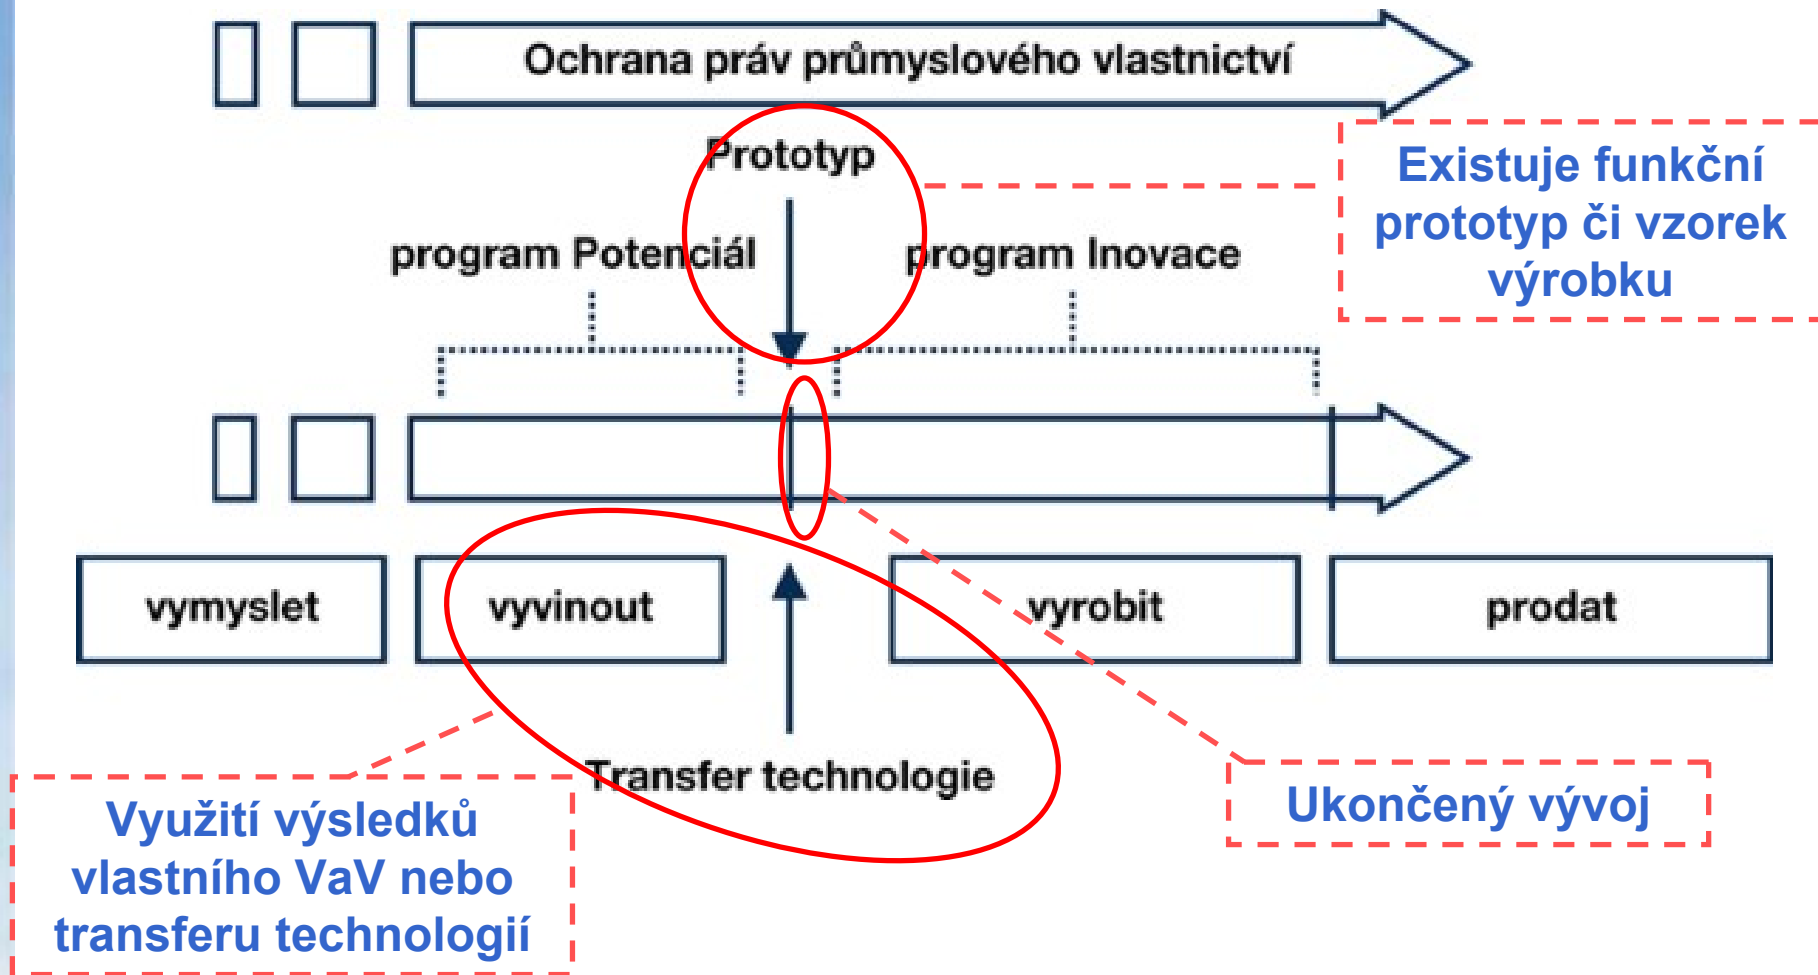 Ochrana práv průmyslového vlastnictví
Prototyp
Existuje funkční
prototyp či vzorek
výrobku
program Potenciál
program Inovace
vymyslet
vyvinout
vyrobit
prodat
Transfer technologie
Využití výsledků
vlastního VaV nebo
transferu technologií
Ukončený vývoj